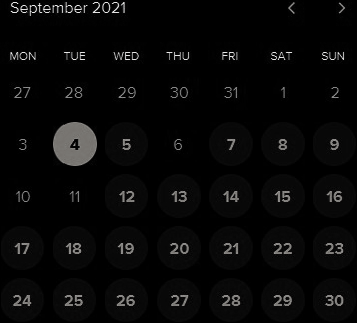 September 2021
MON TUE WED THU FRI SAT SUN
27 28 29 30 31 1 2
3 4 5 6 7 8 9
10 11 12 13 14 15 16
17 18 19 20 21 22 23
24 25 26 27 28 29 30